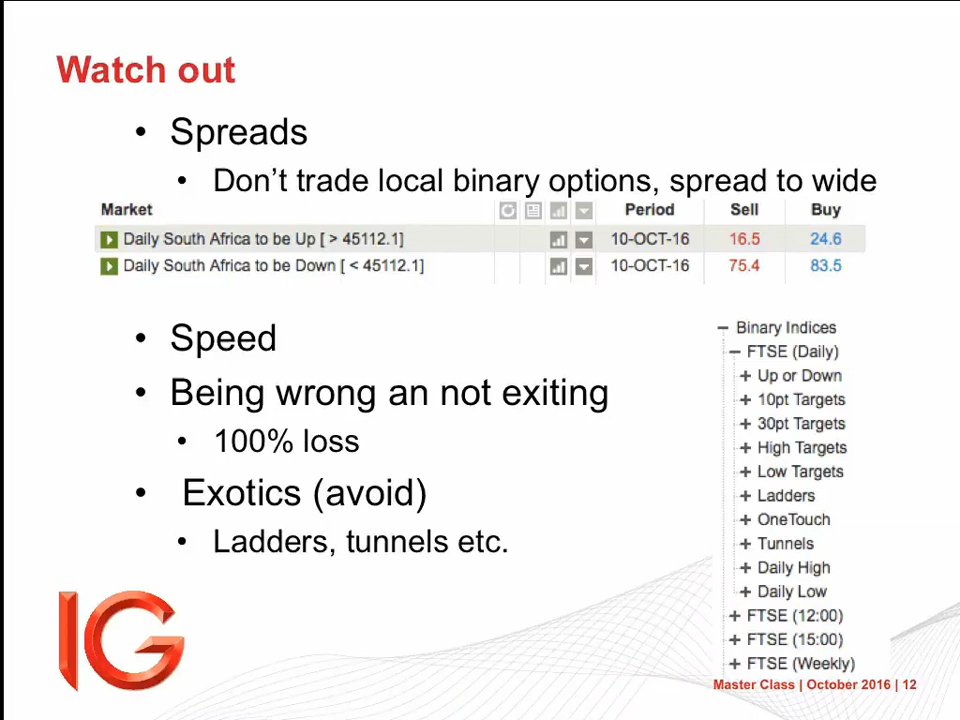 Watch out
• Spreads
• Don't trade local binary options, spread to wide
Market Period Sell Buy
Daily South Africa to be Up [ > 45112.1] 10-OCT-16 16.5 24.6
Daily South Africa to be Down [ < 45112.1] 10-OCT-16 75.4 83.5
• Speed
• Being wrong an not exiting
• 100% loss
• Exotics (avoid)
• Ladders, tunnels etc.
Binary Indices
FTSE (Daily)
Up or Down
10pt Targets
30pt Targets
High Targets
Low Targets
Ladders
OneTouch
Tunnels
Daily High
Daily Low
FTSE (12:00)
FTSE (15:00)
FTSE (Weekly)
IG
Master Class | October 2016 | 12